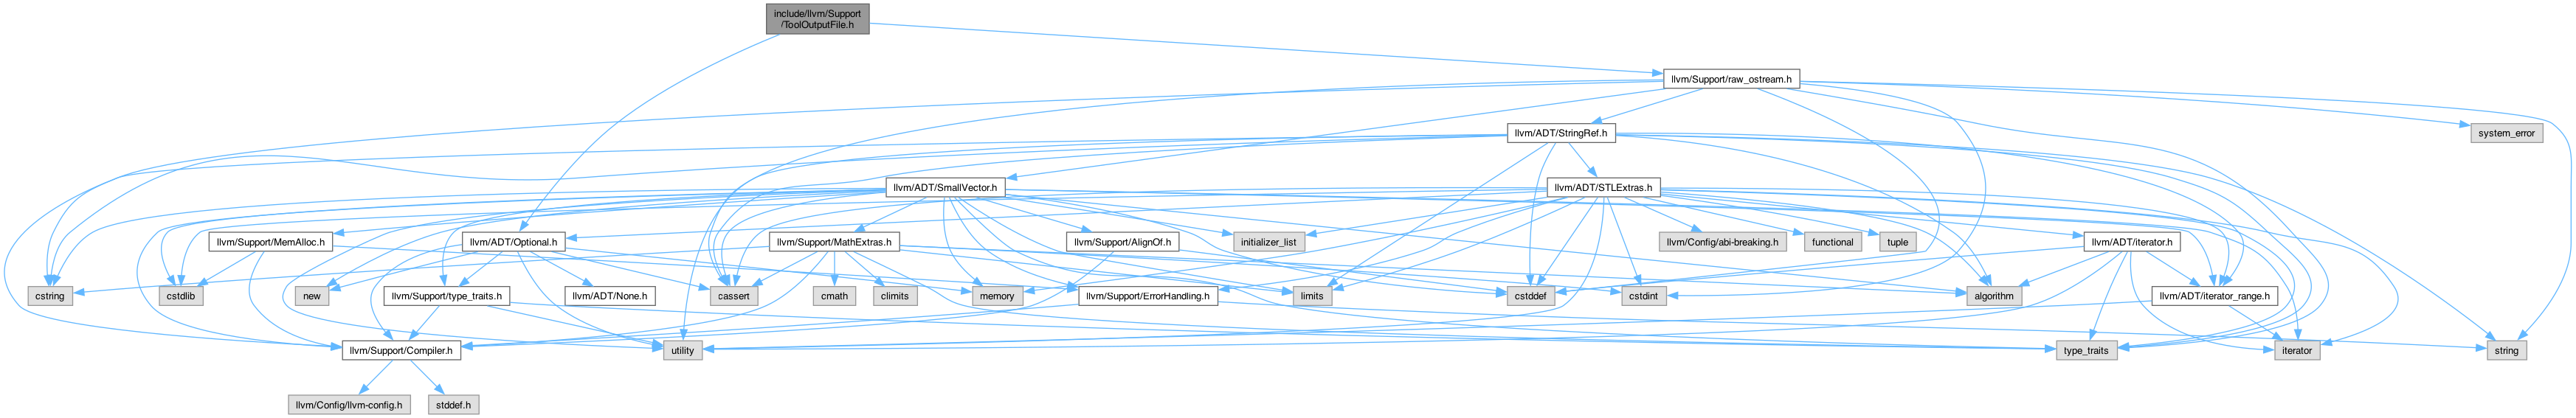 include/llvm/Support
/ToolOutputFile.h
llvm/Support/raw_ostream.h
llvm/ADT/StringRef.h
system_error
llvm/ADT/SmallVector.h
llvm/ADT/STLExtras.h
llvm/Support/MemAlloc.h
llvm/ADT/Optional.h
llvm/Support/MathExtras.h
llvm/Support/AlignOf.h
initializer_list
llvm/Config/abi-breaking.h
functional
tuple
llvm/ADT/iterator.h
cstring
cstdlib
new
llvm/Support/type_traits.h
llvm/ADT/None.h
cassert
cmath
climits
memory
llvm/Support/ErrorHandling.h
limits
cstddef
cstdint
algorithm
llvm/ADT/iterator_range.h
llvm/Support/Compiler.h
utility
type_traits
iterator
string
llvm/Config/llvm-config.h
stddef.h